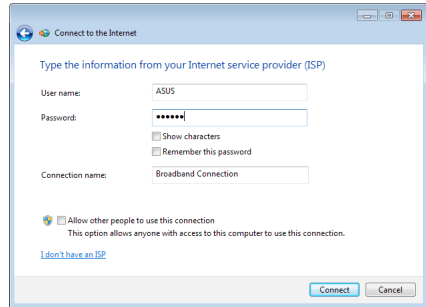 Connect to the Internet
Type the information from your Internet service provider (ISP)
User name: ASUS
Password: ••••••
Show characters
Remember this password
Connection name: Broadband Connection
Allow other people to use this connection
This option allows anyone with access to this computer to use this connection.
I don't have an ISP
Connect Cancel